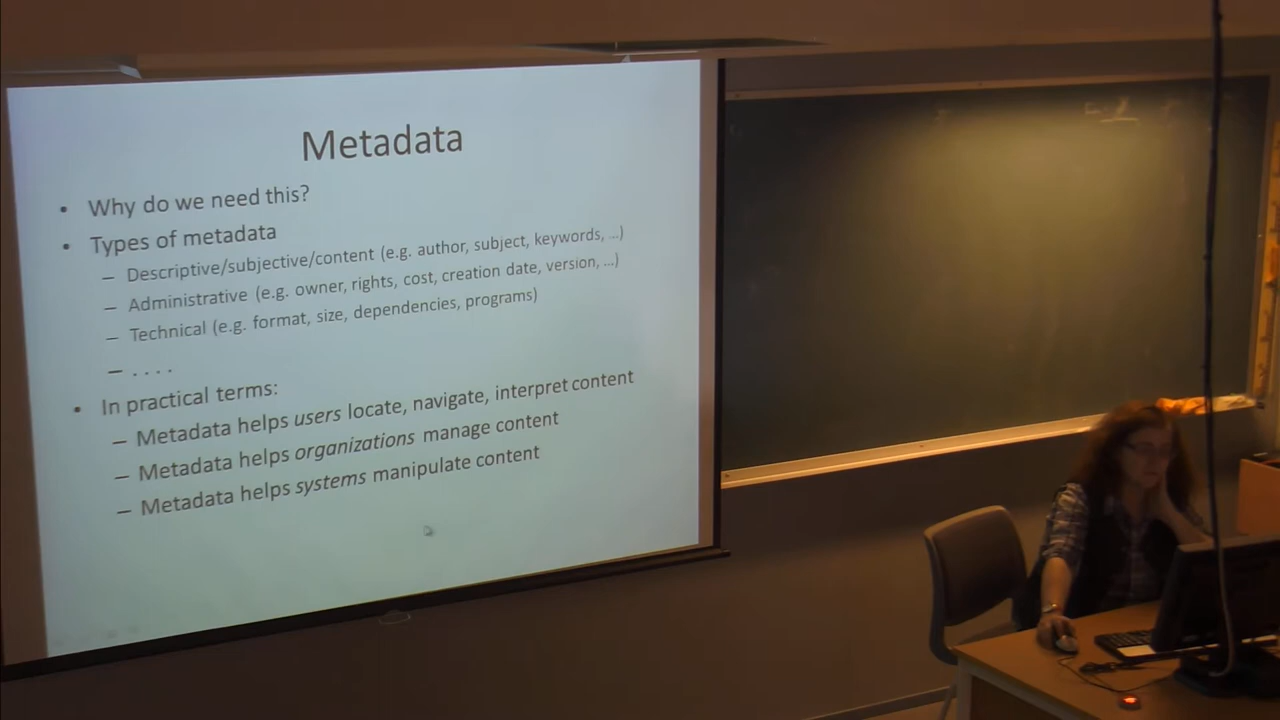 Metadata
• Why do we need this?
• Types of metadata
– Descriptive/subjective/content (e.g. author, subject, keywords, ...)
– Administrative (e.g. owner, rights, cost, creation date, version, ...)
– Technical (e.g. format, size, dependencies, programs)
– . . . .
• In practical terms:
– Metadata helps users locate, navigate, interpret content
– Metadata helps organizations manage content
– Metadata helps systems manipulate content